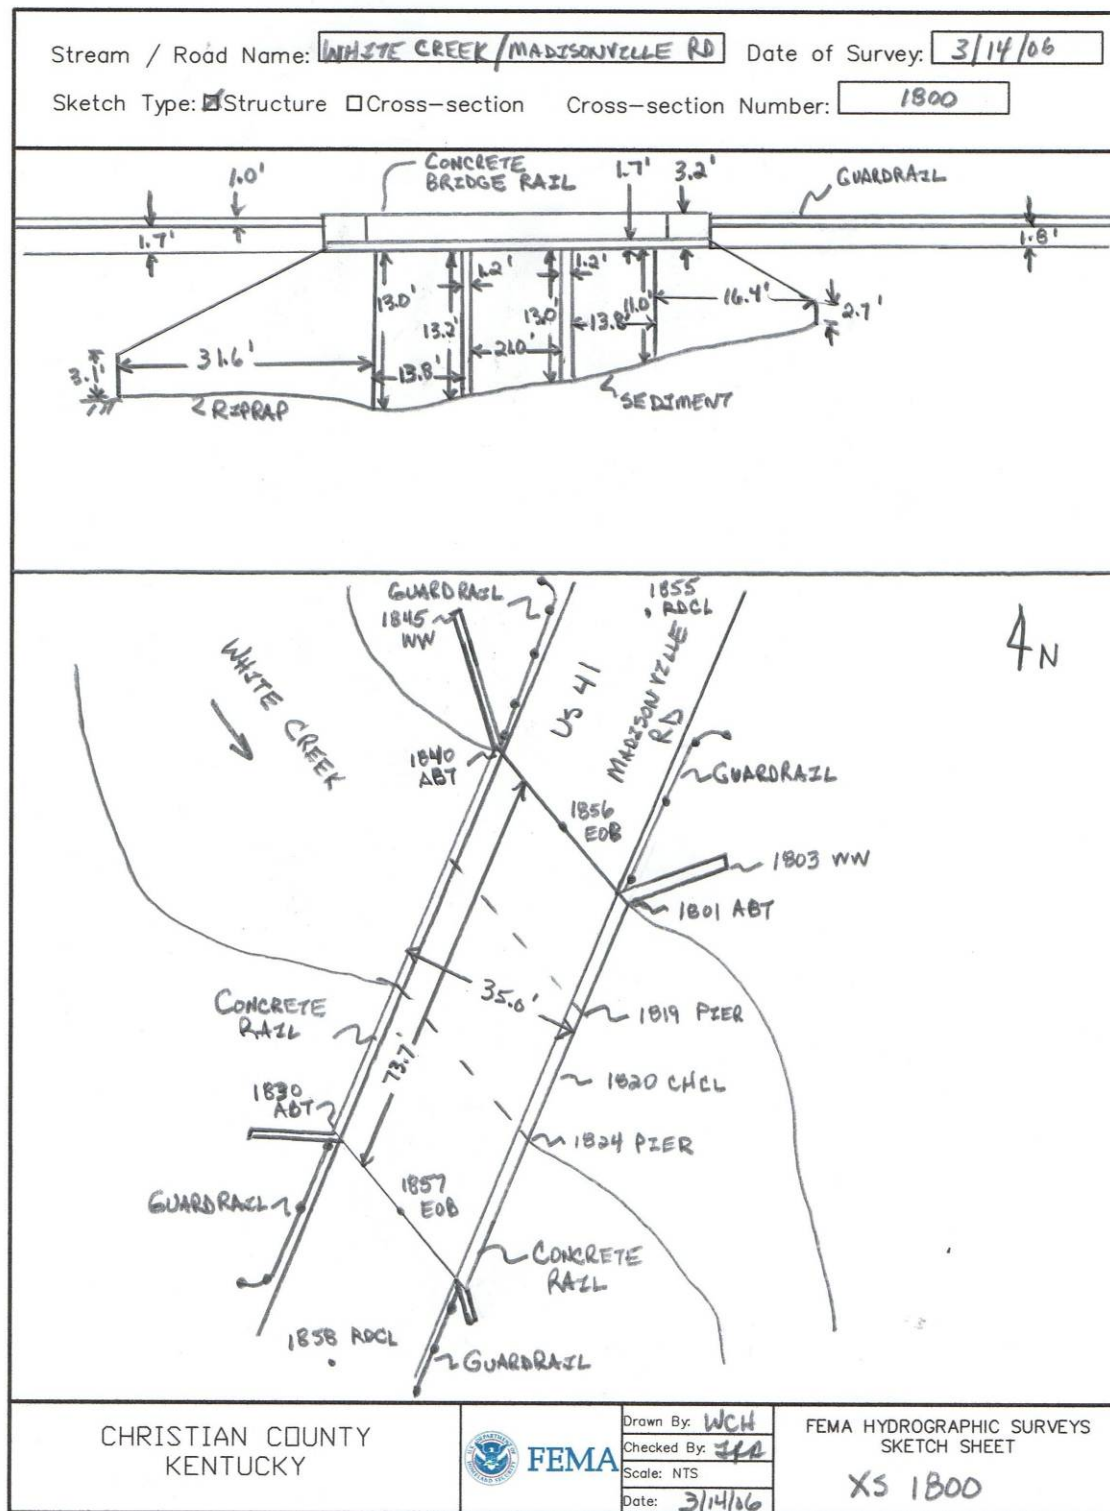 Stream / Road Name: WHITE CREEK/MADISONVILLE RD Date of Survey: 3/14/06
Sketch Type: Structure Cross-section Cross-section Number: 1800
1.0'
CONCRETE
BRIDGE RAIL
1.7'
3.2'
GUARDRAIL
1.7'
1.8'
13.0'
13.2'
1.2'
13.0'
1.2'
11.0'
16.4'
2.7'
3.1'
31.6'
13.8'
21.0'
13.8'
RIPRAP
SEDIMENT
GUARDRAIL
1845
WW
1855
RDCL
N
WHITE CREEK
US 41
MADISONVILLE
RD
1840
ABT
GUARDRAIL
1856
EOB
1803 WW
1801 ABT
35.0'
CONCRETE
RAIL
73.7'
1819 PIER
1820 CHCL
1830
ABT
1824 PIER
GUARDRAIL
1857
EOB
CONCRETE
RAIL
1858 RDCL
GUARDRAIL
CHRISTIAN COUNTY
KENTUCKY
U.S. DEPARTMENT OF HOMELAND SECURITY
FEMA
Drawn By: WCH
Checked By:
Scale: NTS
Date: 3/14/06
FEMA HYDROGRAPHIC SURVEYS
SKETCH SHEET
XS 1800